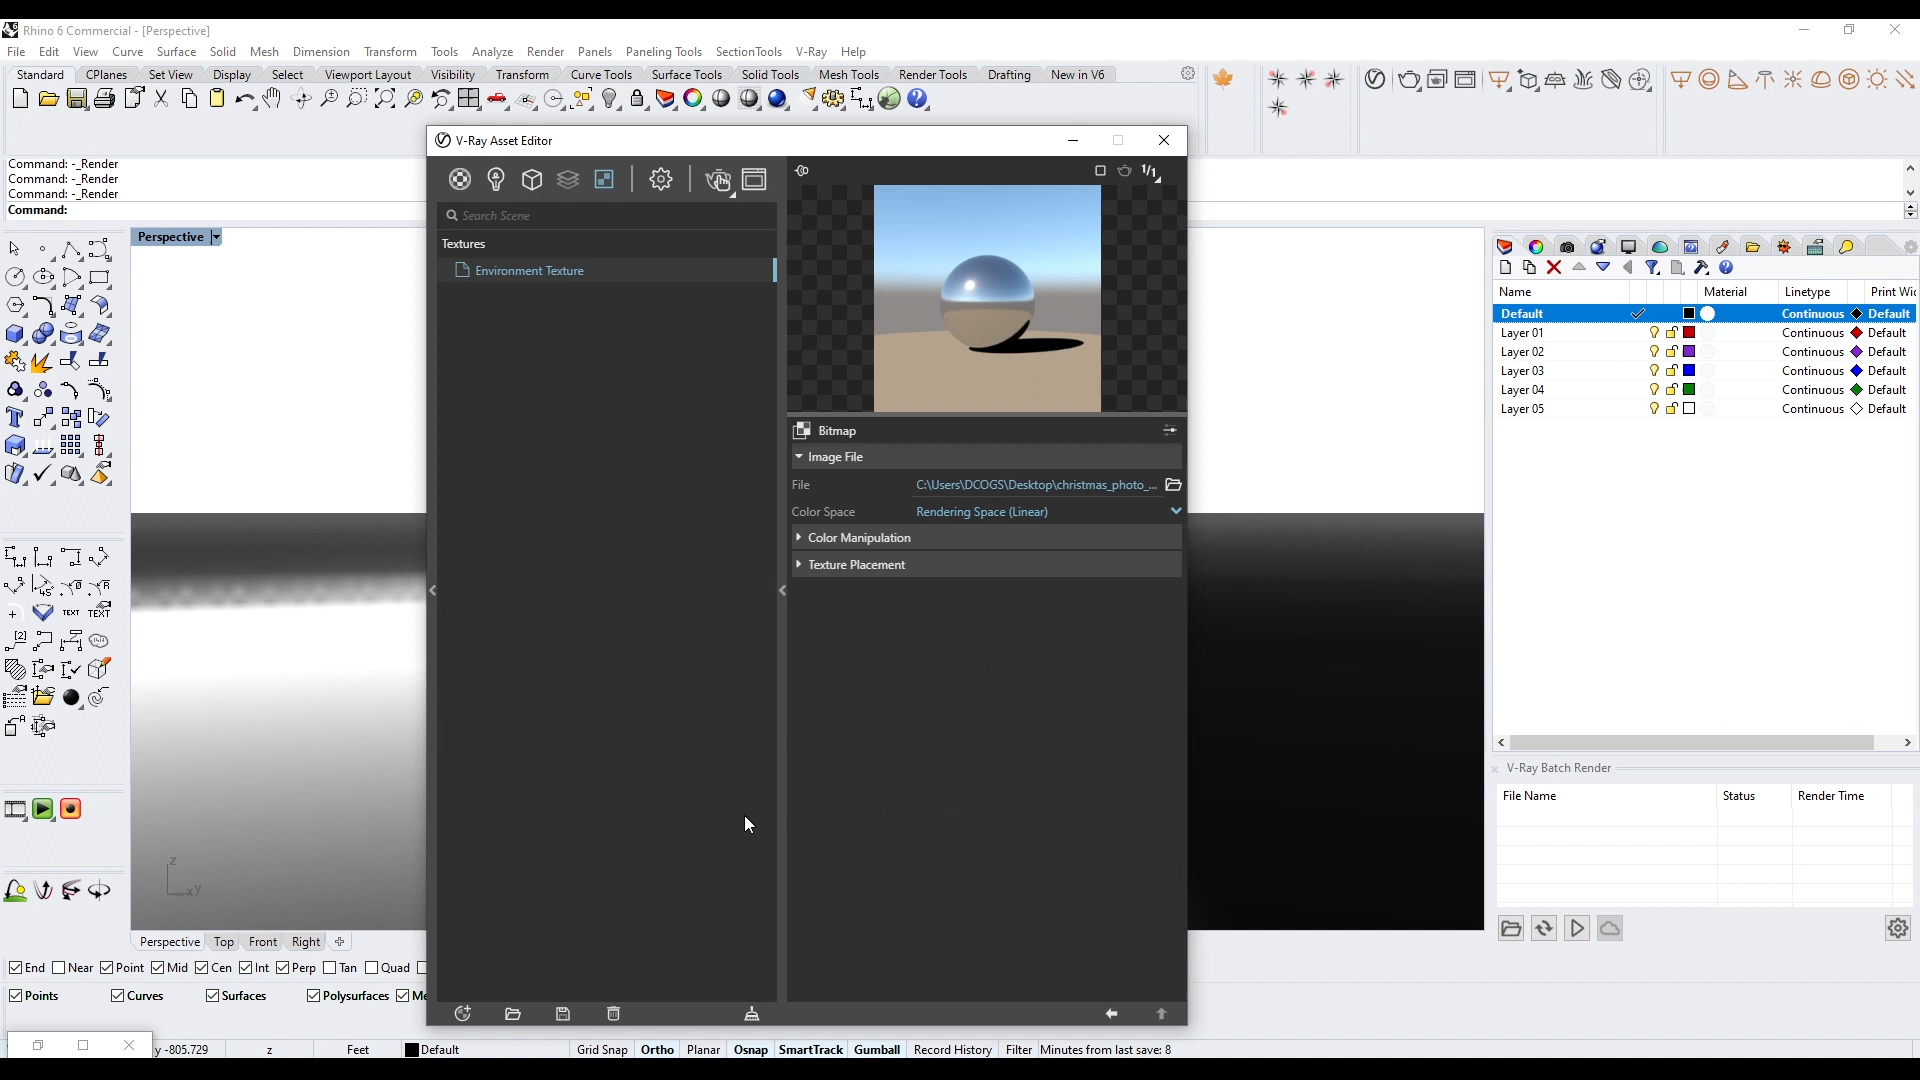 Rhino 6 Commercial - [Perspective]
File Edit View Curve Surface Solid Mesh Dimension Transform Tools Analyze Render Panels Paneling Tools SectionTools V-Ray Help
Standard CPlanes Set View Display Select Viewport Layout Visibility Transform Curve Tools Surface Tools Solid Tools Mesh Tools Render Tools Drafting New in V6
Command: -_Render
Command: -_Render
Command: -_Render
Command:
Perspective
V-Ray Asset Editor
1/1
Search Scene
Textures
Environment Texture
Bitmap
Image File
File C:\Users\DCOGS\Desktop\christmas_photo_...
Color Space Rendering Space (Linear)
Color Manipulation
Texture Placement
Name Material Linetype Print Wi
Default Continuous Default
Layer 01 Continuous Default
Layer 02 Continuous Default
Layer 03 Continuous Default
Layer 04 Continuous Default
Layer 05 Continuous Default
V-Ray Batch Render
File Name Status Render Time
TEXT TEXT
z
y
Perspective Top Front Right
End Near Point Mid Cen Int Perp Tan Quad
Points Curves Surfaces Polysurfaces Me
y -805.729 z Feet Default Grid Snap Ortho Planar Osnap SmartTrack Gumball Record History Filter Minutes from last save: 8